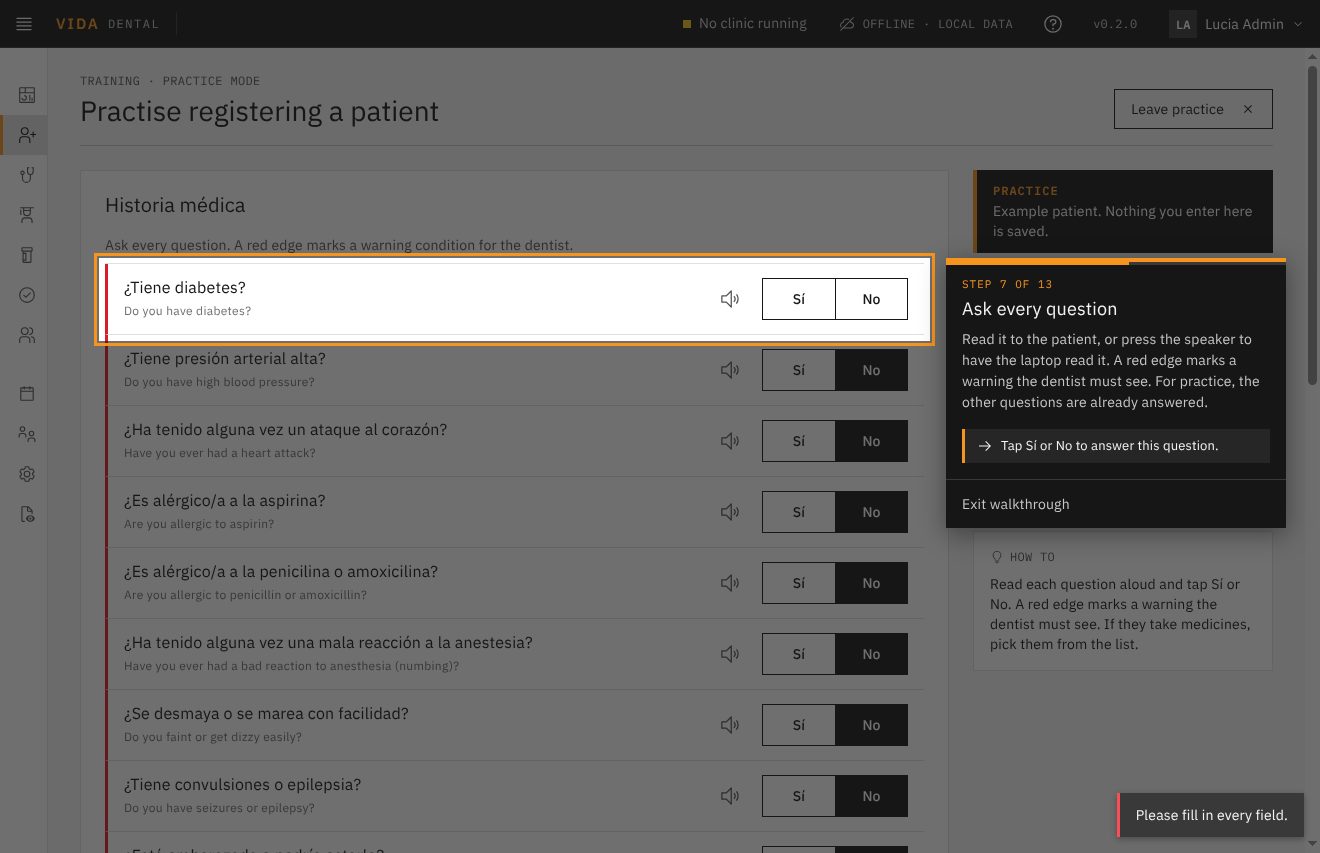 VIDA DENTAL
No clinic running
OFFLINE · LOCAL DATA
v0.2.0
LA
Lucia Admin
TRAINING · PRACTICE MODE
Practise registering a patient
Leave practice
Historia médica
Ask every question. A red edge marks a warning condition for the dentist.
¿Tiene diabetes?
Do you have diabetes?
Sí
No
¿Tiene presión arterial alta?
Do you have high blood pressure?
Sí
No
¿Ha tenido alguna vez un ataque al corazón?
Have you ever had a heart attack?
Sí
No
¿Es alérgico/a a la aspirina?
Are you allergic to aspirin?
Sí
No
¿Es alérgico/a a la penicilina o amoxicilina?
Are you allergic to penicillin or amoxicillin?
Sí
No
¿Ha tenido alguna vez una mala reacción a la anestesia?
Have you ever had a bad reaction to anesthesia (numbing)?
Sí
No
¿Se desmaya o se marea con facilidad?
Do you faint or get dizzy easily?
Sí
No
¿Tiene convulsiones o epilepsia?
Do you have seizures or epilepsy?
Sí
No
PRACTICE
Example patient. Nothing you enter here
is saved.
STEP 7 OF 13
Ask every question
Read it to the patient, or press the speaker to
have the laptop read it. A red edge marks a
warning the dentist must see. For practice, the
other questions are already answered.
Tap Sí or No to answer this question.
Exit walkthrough
HOW TO
Read each question aloud and tap Sí or
No. A red edge marks a warning the
dentist must see. If they take medicines,
pick them from the list.
Please fill in every field.